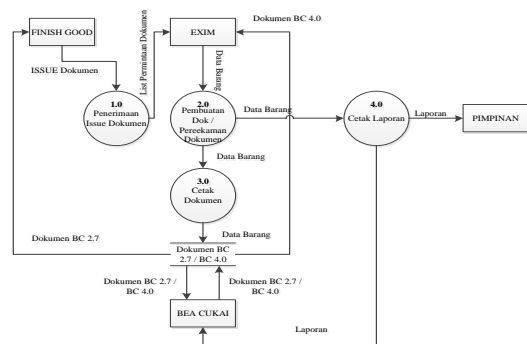 Dokumen BC 4.0
FINISH GOOD
EXIM
ISSUE Dokumen
List Permintaan Dokumen
Data Barang
1.0
Penerimaan
Issue Dokumen
2.0
Pembuatan
Dok /
Pereekaman
Dokumen
Data Barang
4.0
Cetak Laporan
Laporan
PIMPINAN
Data Barang
3.0
Cetak
Dokumen
Data Barang
Dokumen BC 2.7
Dokumen BC
2.7 / BC 4.0
Dokumen BC 2.7 /
BC 4.0
Dokumen BC 2.7 /
BC 4.0
BEA CUKAI
Laporan